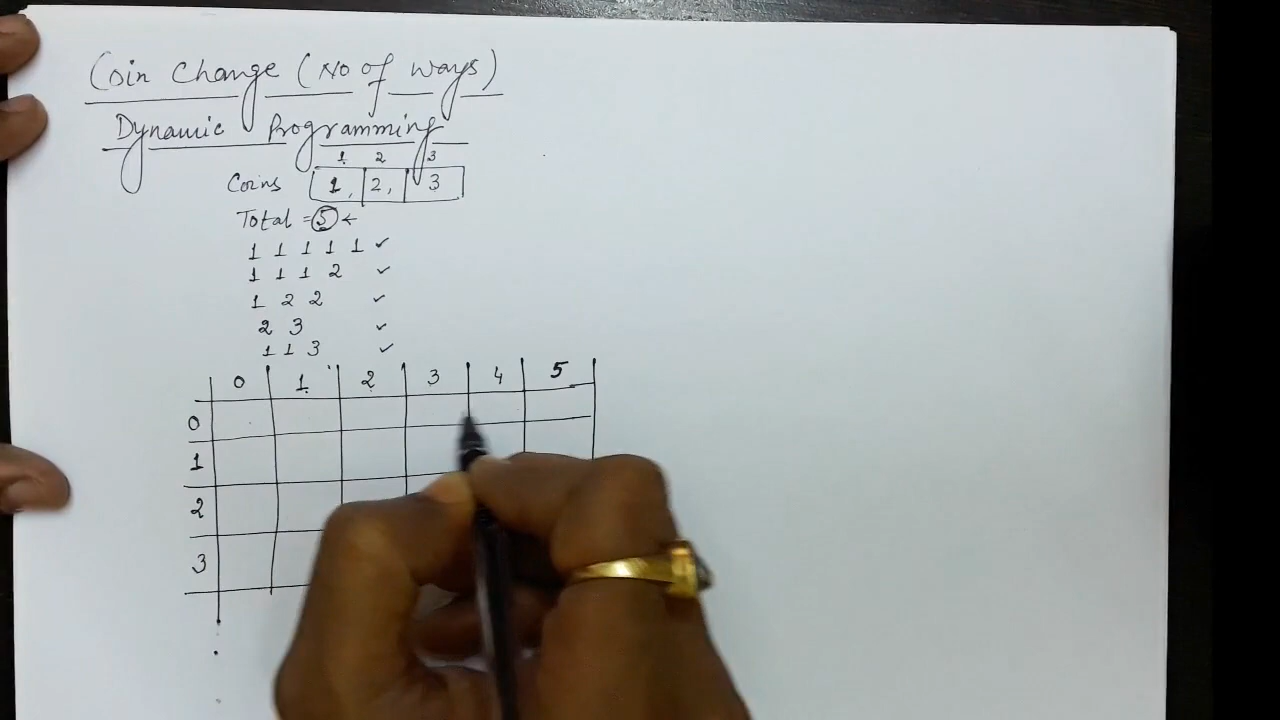 Coin Change (No of ways)
Dynamic Programming
1 2 3
Coins 1, 2, 3
Total = 5 ←
1 1 1 1 1 ✓
1 1 1 2 ✓
1 2 2 ✓
2 3 ✓
1 1 3 ✓
0 1 2 3 4 5
0
1
2
3